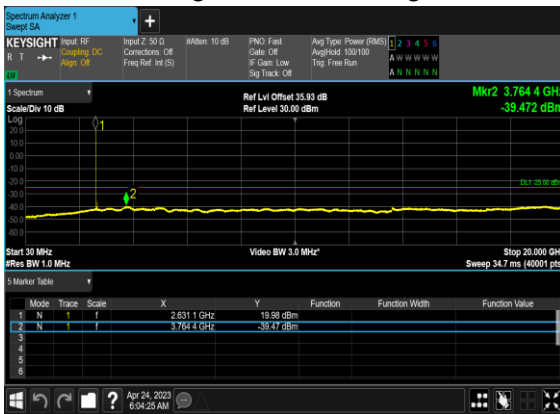 Spectrum Analyzer 1
Swept SA
KEYSIGHT Input: RF Input Z: 50 Ω #Atten: 10 dB PNO: Fast Avg Type: Power (RMS) 1 2 3 4 5 6
R T Coupling: DC Corrections: Off Gate: Off Avg|Hold: 100/100 A W W W W W
Align: Off Freq Ref: Int (S) IF Gain: Low Trig: Free Run
LV Sig Track: Off A N N N N N
1 Spectrum Ref Lvl Offset 35.93 dB Mkr2 3.764 4 GHz
Scale/Div 10 dB Ref Level 30.00 dBm -39.472 dBm
Log
20.0
10.0
0.00
-10.0
-20.0
DL1 -25.00 dBm
-30.0
-40.0
-50.0
-60.0
1
2
Start 30 MHz Video BW 3.0 MHz* Stop 20.000 GHz
#Res BW 1.0 MHz Sweep 34.7 ms (40001 pts)
5 Marker Table
Mode Trace Scale X Y Function Function Width Function Value
1 N 1 f 2.631 1 GHz 19.98 dBm
2 N 1 f 3.764 4 GHz -39.47 dBm
3
4
5
6
? Apr 24, 2023
6:04:25 AM